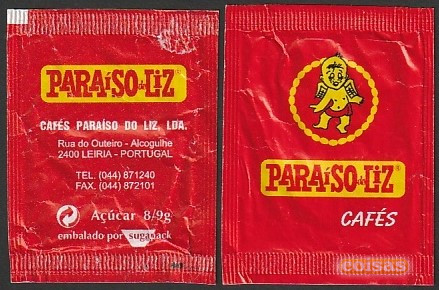 PARAÍSO do LIZ
CAFÉS PARAÍSO DO LIZ, LDA.
Rua do Outeiro - Alcogulhe
2400 LEIRIA - PORTUGAL
TEL. (044) 871240
FAX. (044) 872101
Açúcar 8/9g
embalado por sugapack
PARAÍSO do LIZ
CAFÉS
coisas